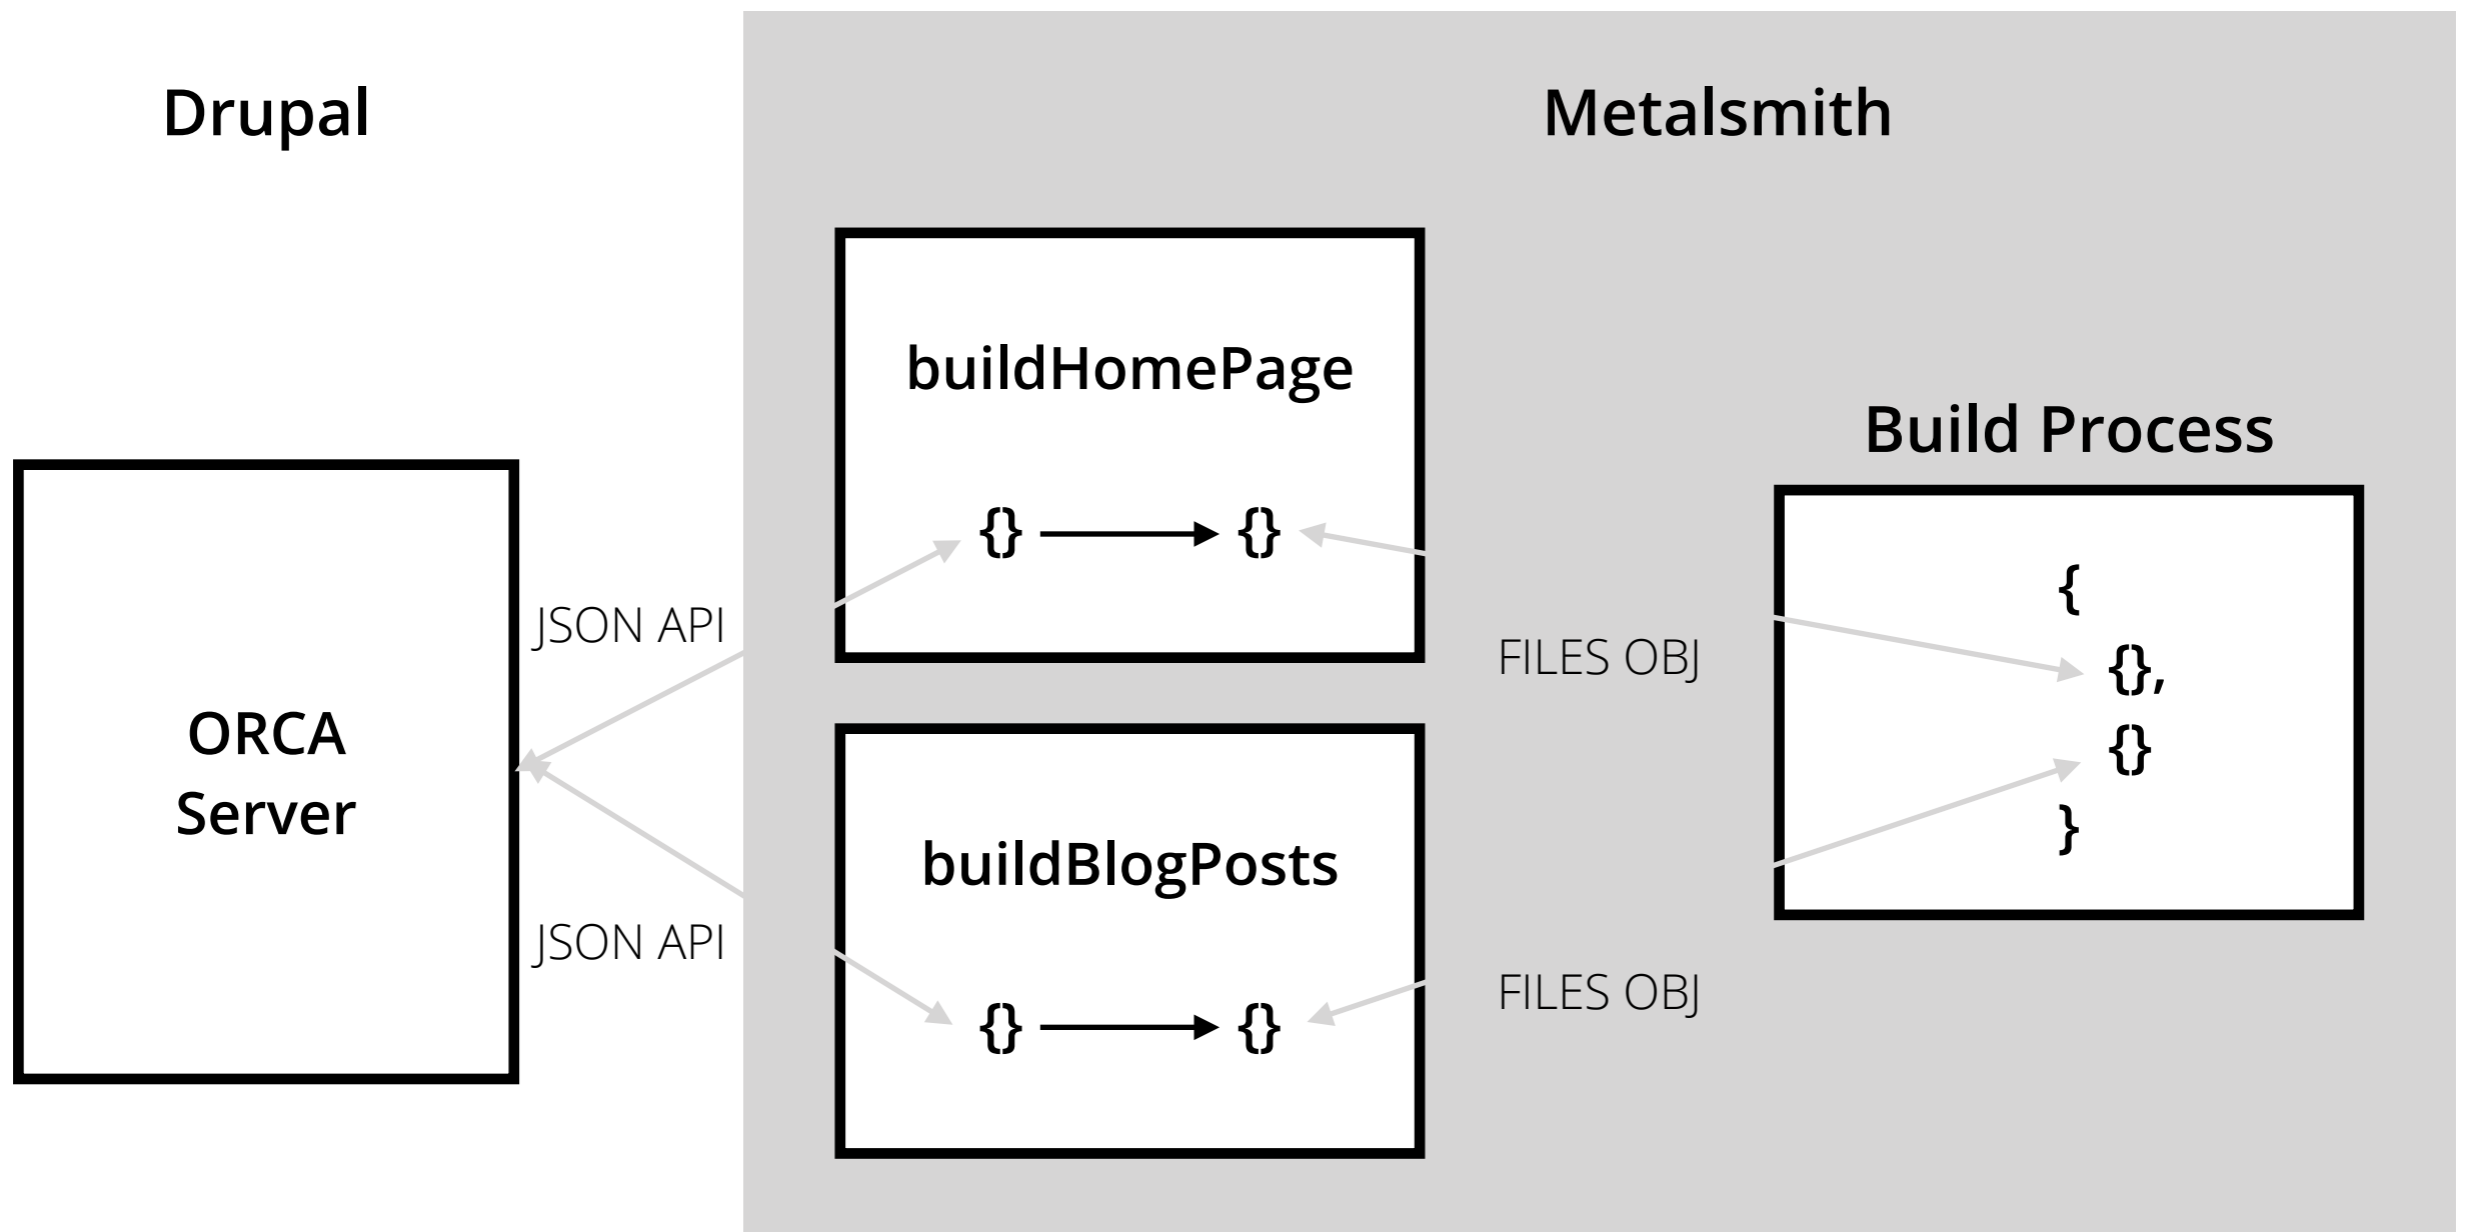 Drupal
Metalsmith
ORCA
Server
JSON API
JSON API
buildHomePage
{} {}
buildBlogPosts
{} {}
FILES OBJ
FILES OBJ
Build Process
{
{},
{}
}